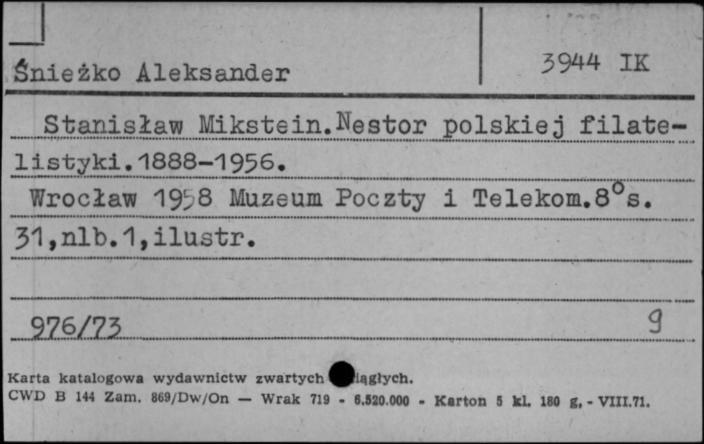 Śnieżko Aleksander
3944 IK
Stanisław Mikstein.Nestor polskiej filate-
listyki.1888-1956.
Wrocław 1958 Muzeum Poczty i Telekom.8°s.
31,nlb.1,ilustr.
976/73
9
Karta katalogowa wydawnictw zwartych iągłych.
CWD B 144 Zam. 869/Dw/On — Wrak 719 - 6.520.000 - Karton 5 kl. 180 g. - VIII.71.